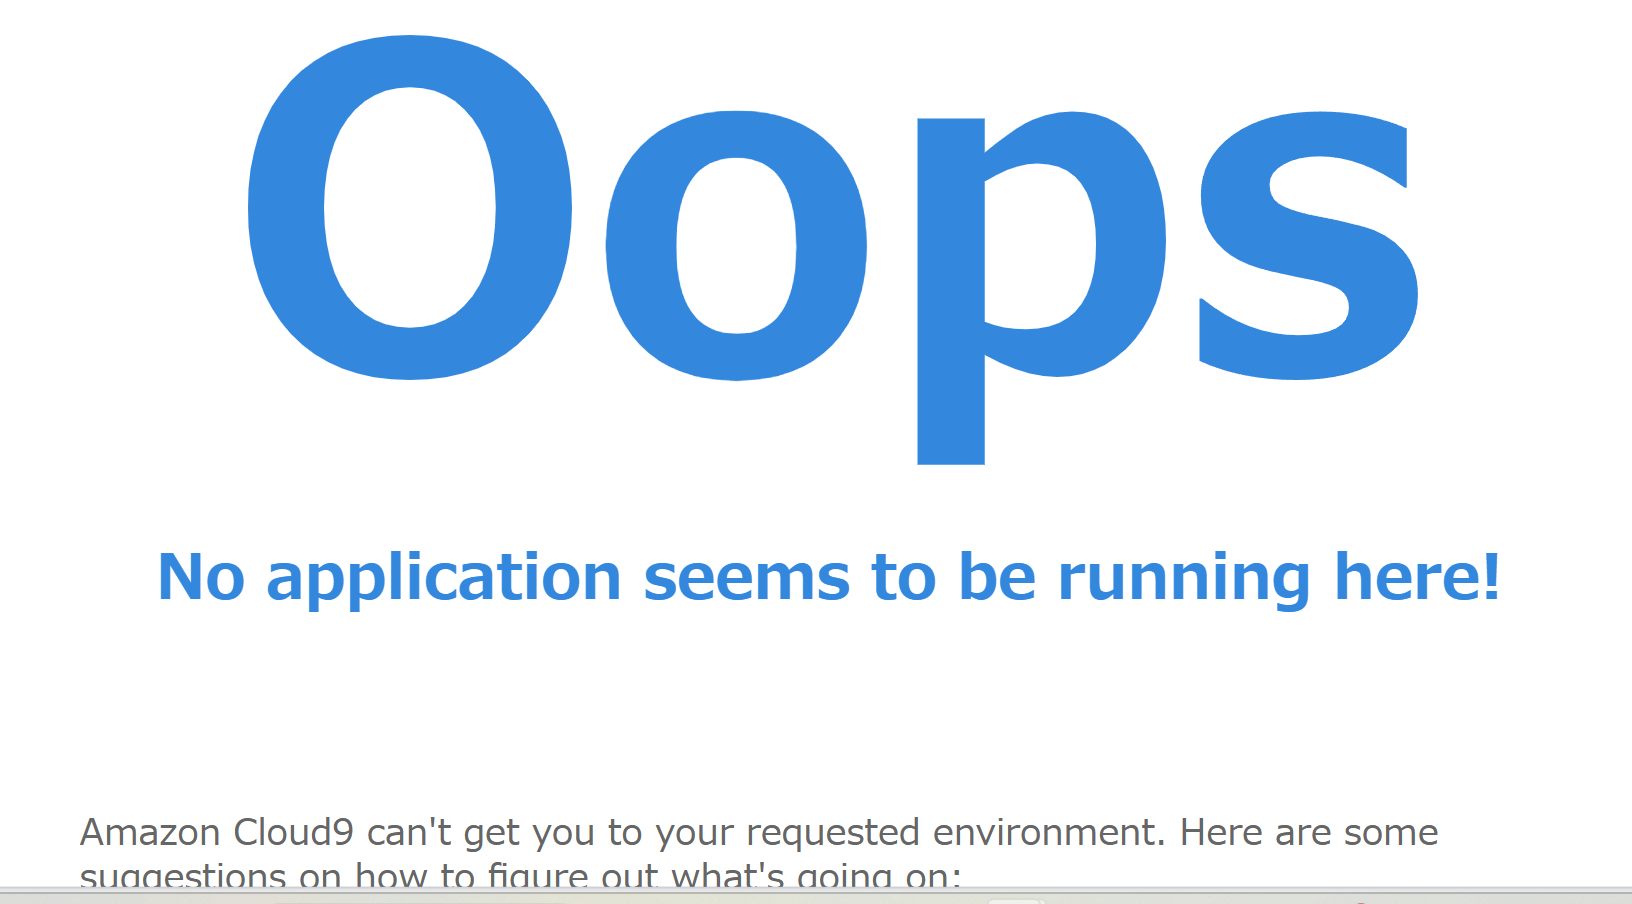 Oops
No application seems to be running here!
Amazon Cloud9 can't get you to your requested environment. Here are some
suggestions on how to figure out what's going on: